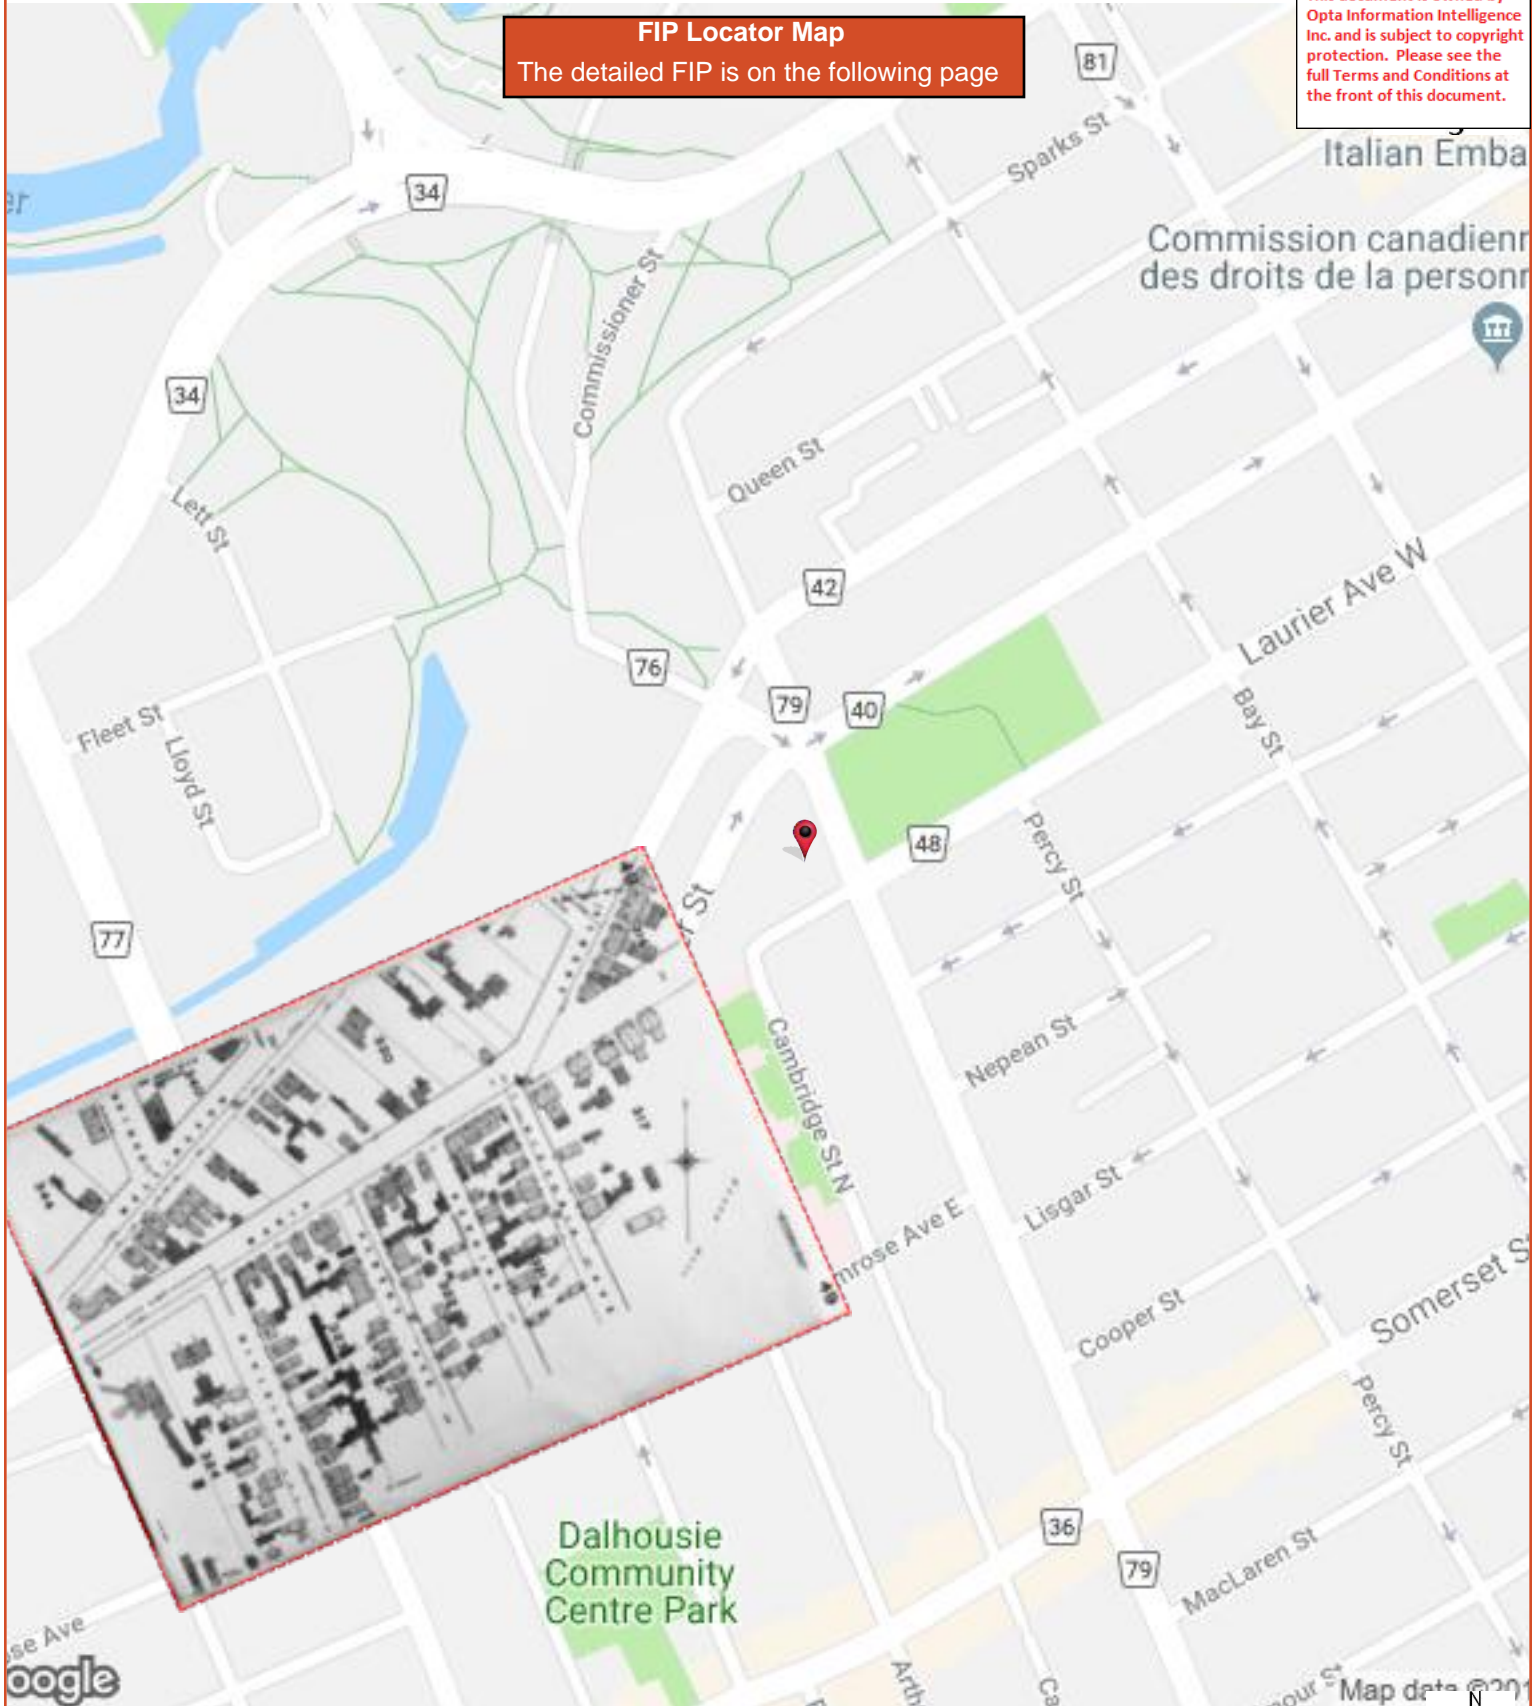 FIP Locator Map
The detailed FIP is on the following page
Opta Information Intelligence
Inc. and is subject to copyright
protection. Please see the
full Terms and Conditions at
the front of this document.
81
Sparks St
Italian Emba
34
er
Commission canadienn
des droits de la personn
Commissioner St
34
Queen St
Lett St
42
Laurier Ave W
76
79
40
Bay St
Fleet St
Lloyd St
Percy St
48
St
77
Nepean St
Cambridge St N
Lisgar St
mrose Ave E
49
Cooper St
Somerset S
Percy St
Dalhousie
Community
Centre Park
36
79
MacLaren St
se Ave
oogle
Arth
Ca
our
Map data ©201
N